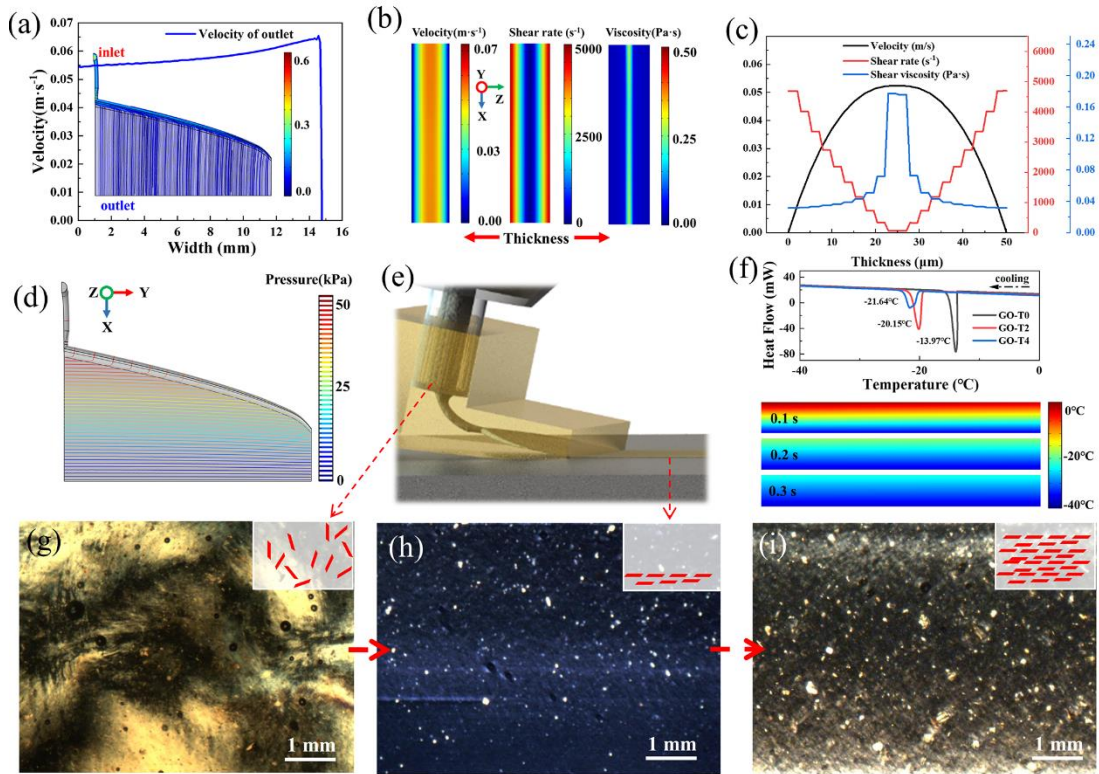 (a)
0.07
0.06
0.05
0.04
0.03
0.02
0.01
0.00
Velocity(m·s⁻¹)
Velocity of outlet
inlet
0.6
0.3
0.0
outlet
0 2 4 6 8 10 12 14 16
Width (mm)
(b)
Velocity(m·s⁻¹) Shear rate (s⁻¹) Viscosity(Pa·s)
0.07 5000 0.50
Y
Z
X
0.03 2500 0.25
0.00 0 0.00
Thickness
(c)
Velocity (m/s)
Shear rate (s⁻¹)
Shear viscosity (Pa·s)
0.06
0.05
0.04
0.03
0.02
0.01
0.00
6000
5000
4000
3000
2000
1000
0
0.24
0.20
0.16
0.12
0.08
0.04
0.00
0 10 20 30 40 50
Thickness (μm)
(d)
Z Y
X
Pressure(kPa)
50
25
0
(e)
(f)
Heat Flow (mW)
40
0
-40
-80
cooling
-21.64℃
-20.15℃
-13.97℃
GO-T0
GO-T2
GO-T4
-40 -20 0
Temperature (℃)
0.1 s
0.2 s
0.3 s
0℃
-20℃
-40℃
(g)
1 mm
(h)
1 mm
(i)
1 mm